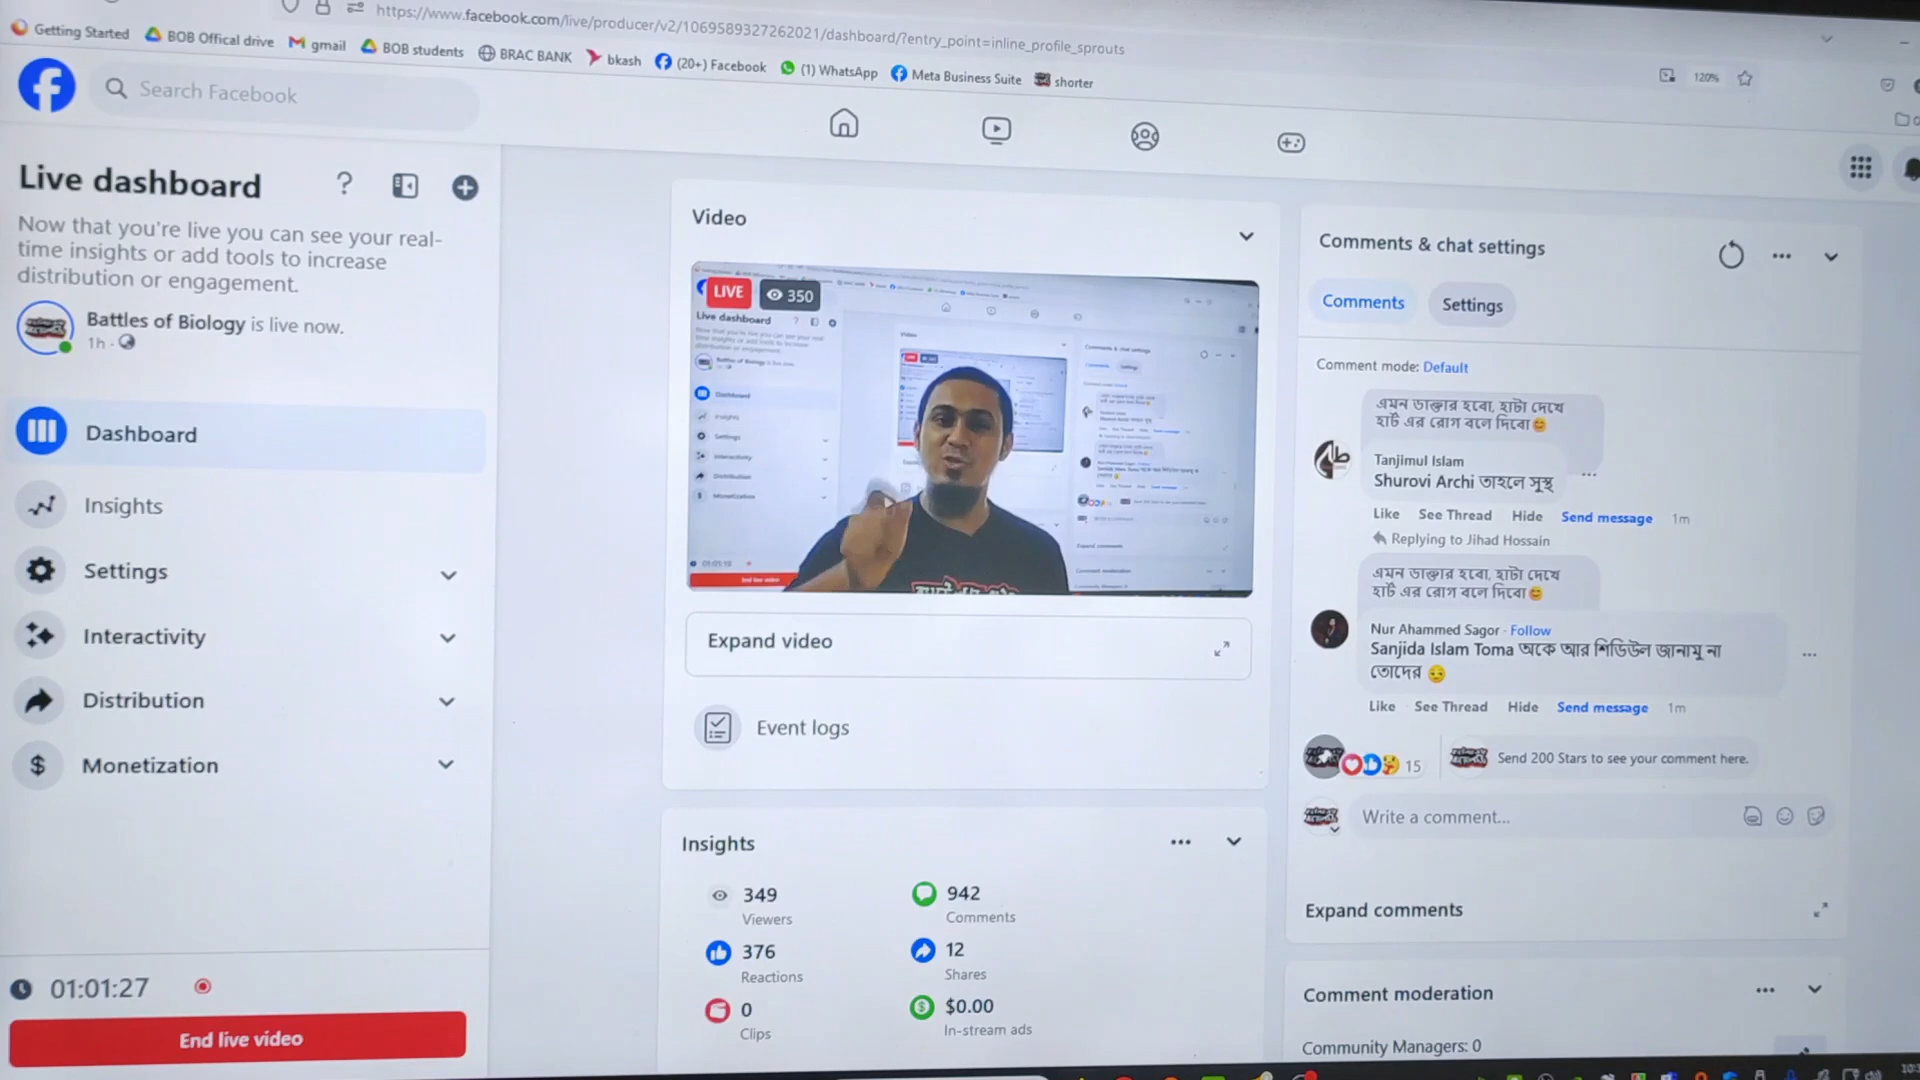 https://www.facebook.com/live/producer/v2/1069589327262021/dashboard/?entry_point=inline_profile_sprouts
120%
Getting Started
BOB Offical drive
gmail
BOB students
BRAC BANK
bkash
(20+) Facebook
(1) WhatsApp
Meta Business Suite
shorter
Search Facebook
Live dashboard
?
Now that you're live you can see your real-
time insights or add tools to increase
distribution or engagement.
Battles of Biology is live now.
1h ·
Dashboard
Insights
Settings
Interactivity
Distribution
Monetization
01:01:27
End live video
Video
LIVE
350
Live dashboard
Expand video
Event logs
Insights
349
Viewers
942
Comments
376
Reactions
12
Shares
0
Clips
$0.00
In-stream ads
Comments & chat settings
Comments
Settings
Comment mode: Default
এমন ডাক্তার হবো, হাটা দেখে
হার্ট এর রোগ বলে দিবো😊
Tanjimul Islam
Shurovi Archi তাহলে সুস্থ
Like See Thread Hide Send message 1m
Replying to Jihad Hossain
এমন ডাক্তার হবো, হাটা দেখে
হার্ট এর রোগ বলে দিবো😊
Nur Ahammed Sagor · Follow
Sanjida Islam Toma অকে আর শিডিউল জানামু না
তোদের 😏
Like See Thread Hide Send message 1m
15
Send 200 Stars to see your comment here.
Write a comment...
Expand comments
Comment moderation
Community Managers: 0